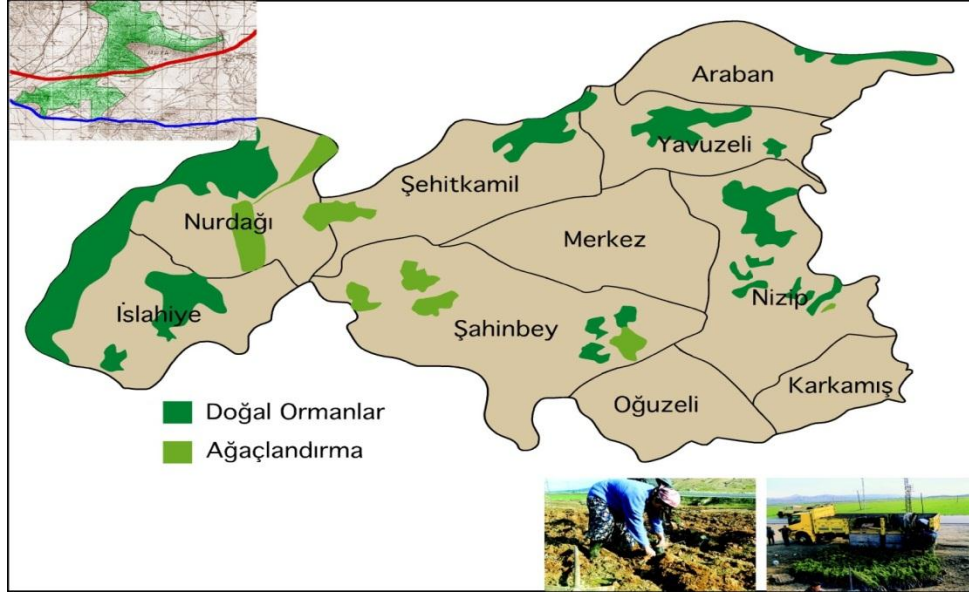 Araban
Yavuzeli
Şehitkamil
Nurdağı
Merkez
Nizip
İslahiye
Şahinbey
Karkamış
Oğuzeli
Doğal Ormanlar
Ağaçlandırma